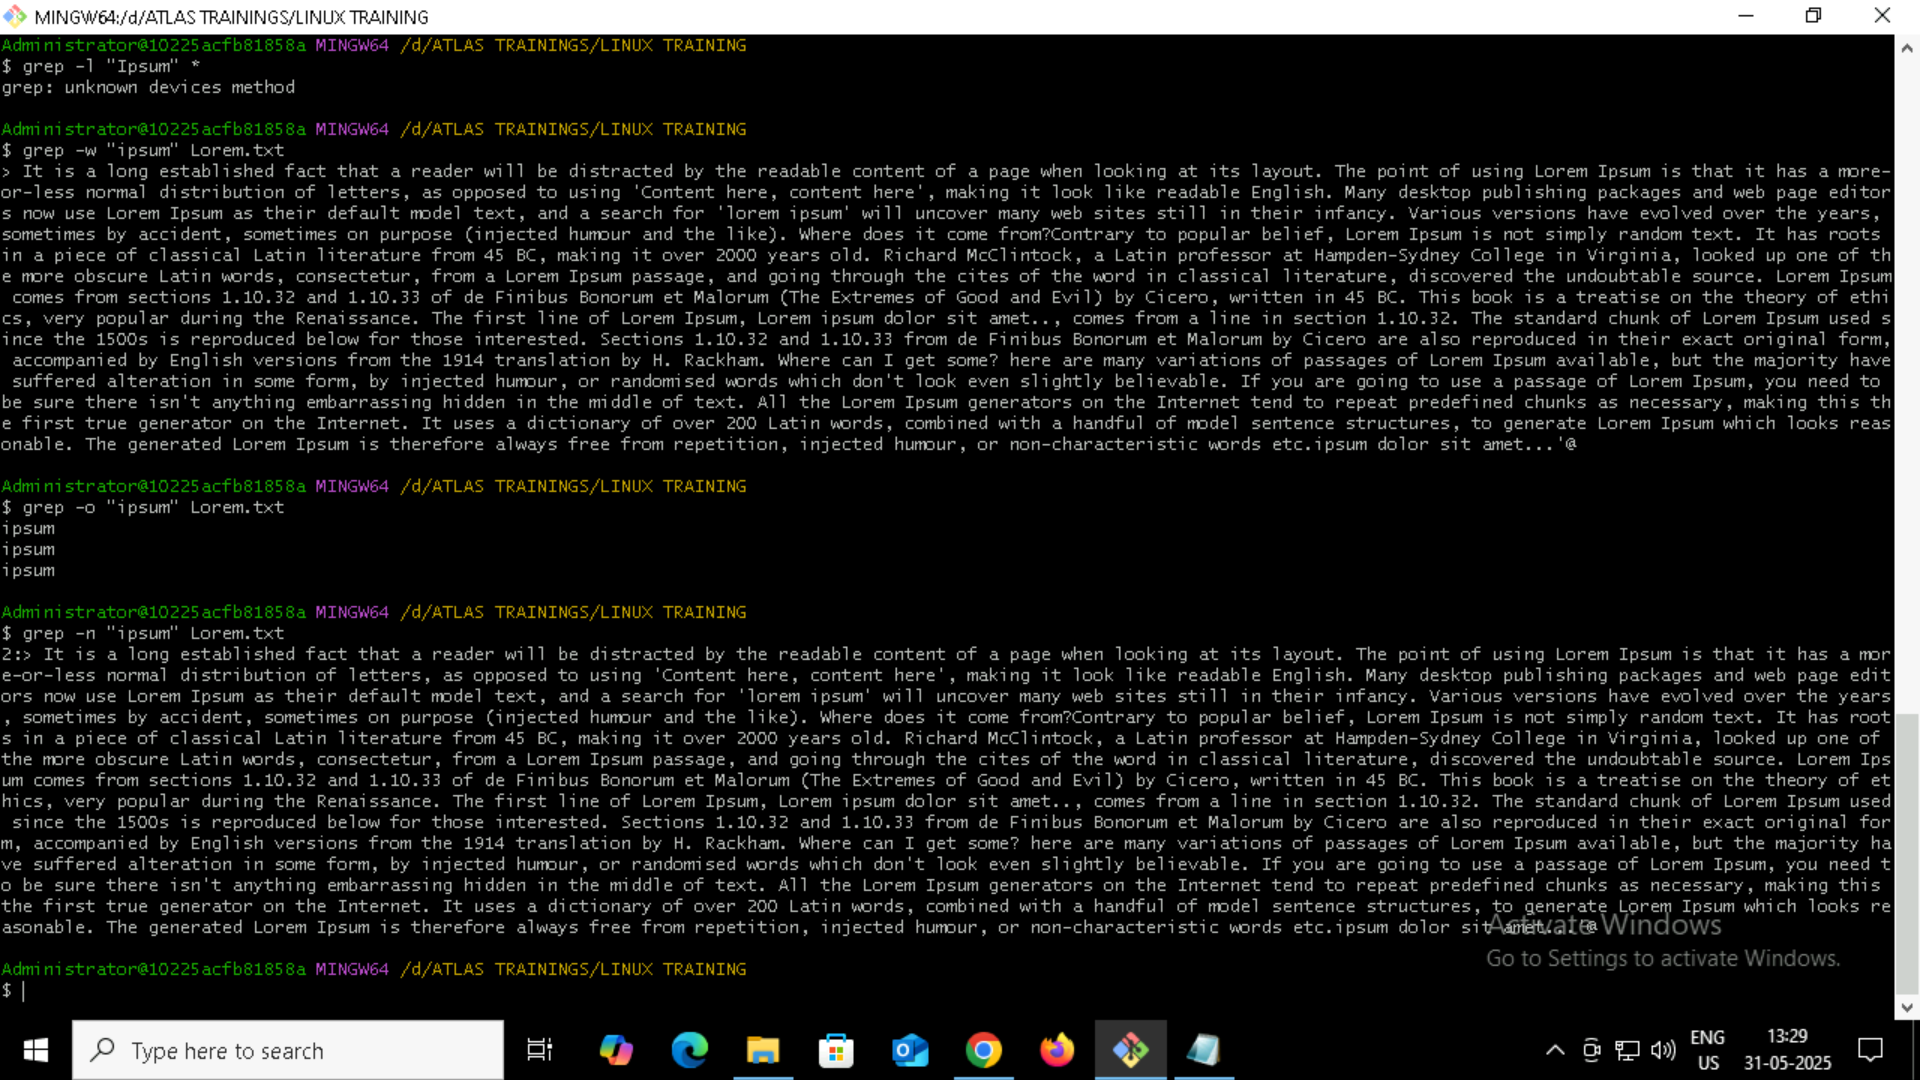 MINGW64:/d/ATLAS TRAININGS/LINUX TRAINING
Administrator@10225acfb81858a MINGW64 /d/ATLAS TRAININGS/LINUX TRAINING
$ grep -l "Ipsum" *
grep: unknown devices method
Administrator@10225acfb81858a MINGW64 /d/ATLAS TRAININGS/LINUX TRAINING
$ grep -w "ipsum" Lorem.txt
> It is a long established fact that a reader will be distracted by the readable content of a page when looking at its layout. The point of using Lorem Ipsum is that it has a more-
or-less normal distribution of letters, as opposed to using 'Content here, content here', making it look like readable English. Many desktop publishing packages and web page editor
s now use Lorem Ipsum as their default model text, and a search for 'lorem ipsum' will uncover many web sites still in their infancy. Various versions have evolved over the years,
sometimes by accident, sometimes on purpose (injected humour and the like). Where does it come from?Contrary to popular belief, Lorem Ipsum is not simply random text. It has roots
in a piece of classical Latin literature from 45 BC, making it over 2000 years old. Richard McClintock, a Latin professor at Hampden-Sydney College in Virginia, looked up one of th
e more obscure Latin words, consectetur, from a Lorem Ipsum passage, and going through the cites of the word in classical literature, discovered the undoubtable source. Lorem Ipsum
comes from sections 1.10.32 and 1.10.33 of de Finibus Bonorum et Malorum (The Extremes of Good and Evil) by Cicero, written in 45 BC. This book is a treatise on the theory of ethi
cs, very popular during the Renaissance. The first line of Lorem Ipsum, Lorem ipsum dolor sit amet.., comes from a line in section 1.10.32. The standard chunk of Lorem Ipsum used s
ince the 1500s is reproduced below for those interested. Sections 1.10.32 and 1.10.33 from de Finibus Bonorum et Malorum by Cicero are also reproduced in their exact original form,
accompanied by English versions from the 1914 translation by H. Rackham. Where can I get some? here are many variations of passages of Lorem Ipsum available, but the majority have
suffered alteration in some form, by injected humour, or randomised words which don't look even slightly believable. If you are going to use a passage of Lorem Ipsum, you need to
be sure there isn't anything embarrassing hidden in the middle of text. All the Lorem Ipsum generators on the Internet tend to repeat predefined chunks as necessary, making this th
e first true generator on the Internet. It uses a dictionary of over 200 Latin words, combined with a handful of model sentence structures, to generate Lorem Ipsum which looks reas
onable. The generated Lorem Ipsum is therefore always free from repetition, injected humour, or non-characteristic words etc.ipsum dolor sit amet...'@
Administrator@10225acfb81858a MINGW64 /d/ATLAS TRAININGS/LINUX TRAINING
$ grep -o "ipsum" Lorem.txt
ipsum
ipsum
ipsum
Administrator@10225acfb81858a MINGW64 /d/ATLAS TRAININGS/LINUX TRAINING
$ grep -n "ipsum" Lorem.txt
2:> It is a long established fact that a reader will be distracted by the readable content of a page when looking at its layout. The point of using Lorem Ipsum is that it has a mor
e-or-less normal distribution of letters, as opposed to using 'Content here, content here', making it look like readable English. Many desktop publishing packages and web page edit
ors now use Lorem Ipsum as their default model text, and a search for 'lorem ipsum' will uncover many web sites still in their infancy. Various versions have evolved over the years
, sometimes by accident, sometimes on purpose (injected humour and the like). Where does it come from?Contrary to popular belief, Lorem Ipsum is not simply random text. It has root
s in a piece of classical Latin literature from 45 BC, making it over 2000 years old. Richard McClintock, a Latin professor at Hampden-Sydney College in Virginia, looked up one of
the more obscure Latin words, consectetur, from a Lorem Ipsum passage, and going through the cites of the word in classical literature, discovered the undoubtable source. Lorem Ips
um comes from sections 1.10.32 and 1.10.33 of de Finibus Bonorum et Malorum (The Extremes of Good and Evil) by Cicero, written in 45 BC. This book is a treatise on the theory of et
hics, very popular during the Renaissance. The first line of Lorem Ipsum, Lorem ipsum dolor sit amet.., comes from a line in section 1.10.32. The standard chunk of Lorem Ipsum used
since the 1500s is reproduced below for those interested. Sections 1.10.32 and 1.10.33 from de Finibus Bonorum et Malorum by Cicero are also reproduced in their exact original for
m, accompanied by English versions from the 1914 translation by H. Rackham. Where can I get some? here are many variations of passages of Lorem Ipsum available, but the majority ha
ve suffered alteration in some form, by injected humour, or randomised words which don't look even slightly believable. If you are going to use a passage of Lorem Ipsum, you need t
o be sure there isn't anything embarrassing hidden in the middle of text. All the Lorem Ipsum generators on the Internet tend to repeat predefined chunks as necessary, making this
the first true generator on the Internet. It uses a dictionary of over 200 Latin words, combined with a handful of model sentence structures, to generate Lorem Ipsum which looks re
asonable. The generated Lorem Ipsum is therefore always free from repetition, injected humour, or non-characteristic words etc.ipsum dolor sit amet...'@
Activate Windows
Go to Settings to activate Windows.
Administrator@10225acfb81858a MINGW64 /d/ATLAS TRAININGS/LINUX TRAINING
$
Type here to search
ENG
US
13:29
31-05-2025